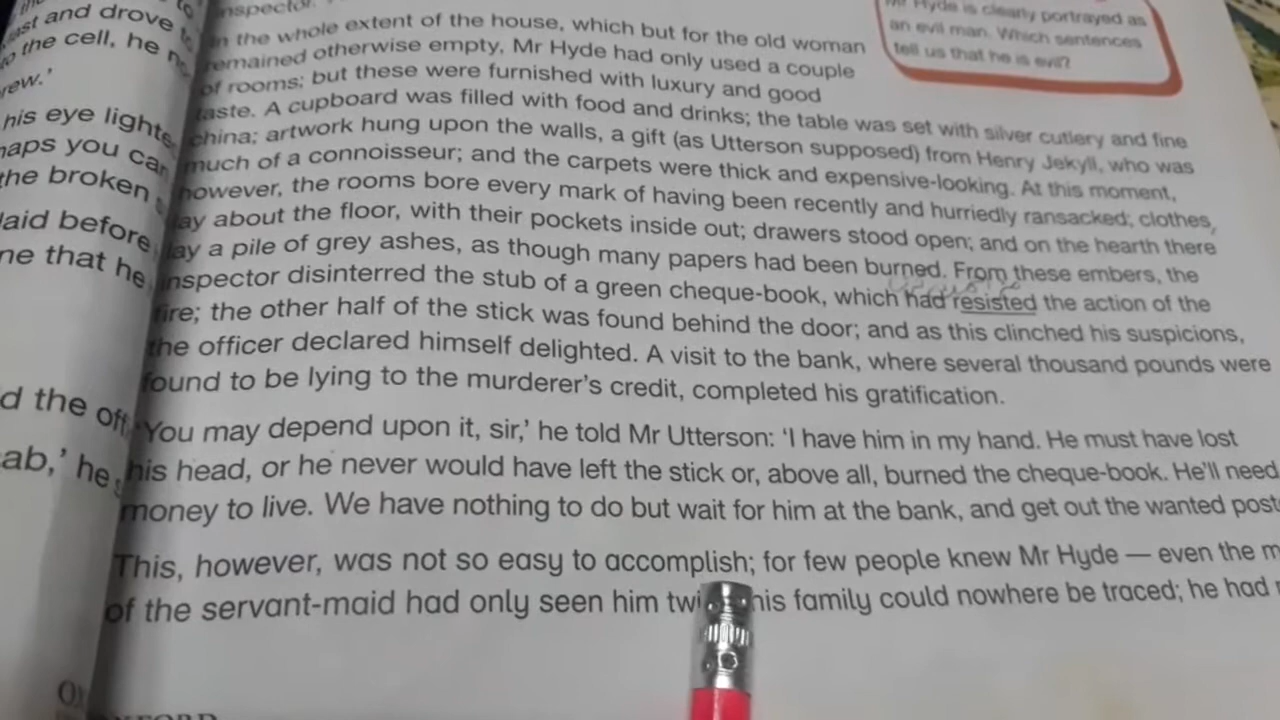 inspector.
in the whole extent of the house, which but for the old woman
remained otherwise empty, Mr Hyde had only used a couple
of rooms; but these were furnished with luxury and good
taste. A cupboard was filled with food and drinks; the table was set with silver cutlery and fine
china; artwork hung upon the walls, a gift (as Utterson supposed) from Henry Jekyll, who was
much of a connoisseur; and the carpets were thick and expensive-looking. At this moment,
however, the rooms bore every mark of having been recently and hurriedly ransacked; clothes,
lay about the floor, with their pockets inside out; drawers stood open; and on the hearth there
lay a pile of grey ashes, as though many papers had been burned. From these embers, the
inspector disinterred the stub of a green cheque-book, which had resisted the action of the
fire; the other half of the stick was found behind the door; and as this clinched his suspicions,
the officer declared himself delighted. A visit to the bank, where several thousand pounds were
found to be lying to the murderer's credit, completed his gratification.
'You may depend upon it, sir,' he told Mr Utterson: 'I have him in my hand. He must have lost
his head, or he never would have left the stick or, above all, burned the cheque-book. He'll need
money to live. We have nothing to do but wait for him at the bank, and get out the wanted post
This, however, was not so easy to accomplish; for few people knew Mr Hyde — even the m
of the servant-maid had only seen him his family could nowhere be traced; he had
Mr Hyde is clearly portrayed as
an evil man. Which sentences
tell us that he is evil?
and drove to
the cell, he
his eye
you can
the broken
laid before
that he
d the off
ab,' he